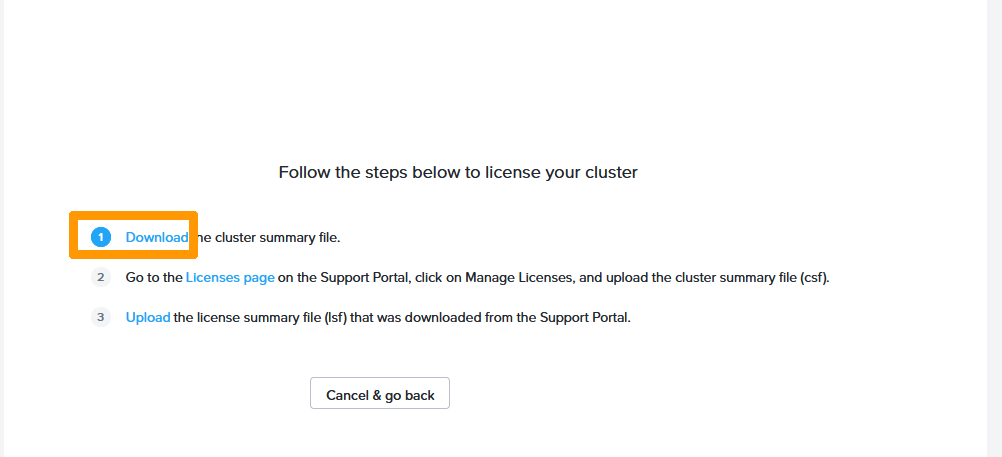 Follow the steps below to license your cluster
1 Download he cluster summary file.
2 Go to the Licenses page on the Support Portal, click on Manage Licenses, and upload the cluster summary file (csf).
3 Upload the license summary file (lsf) that was downloaded from the Support Portal.
Cancel & go back